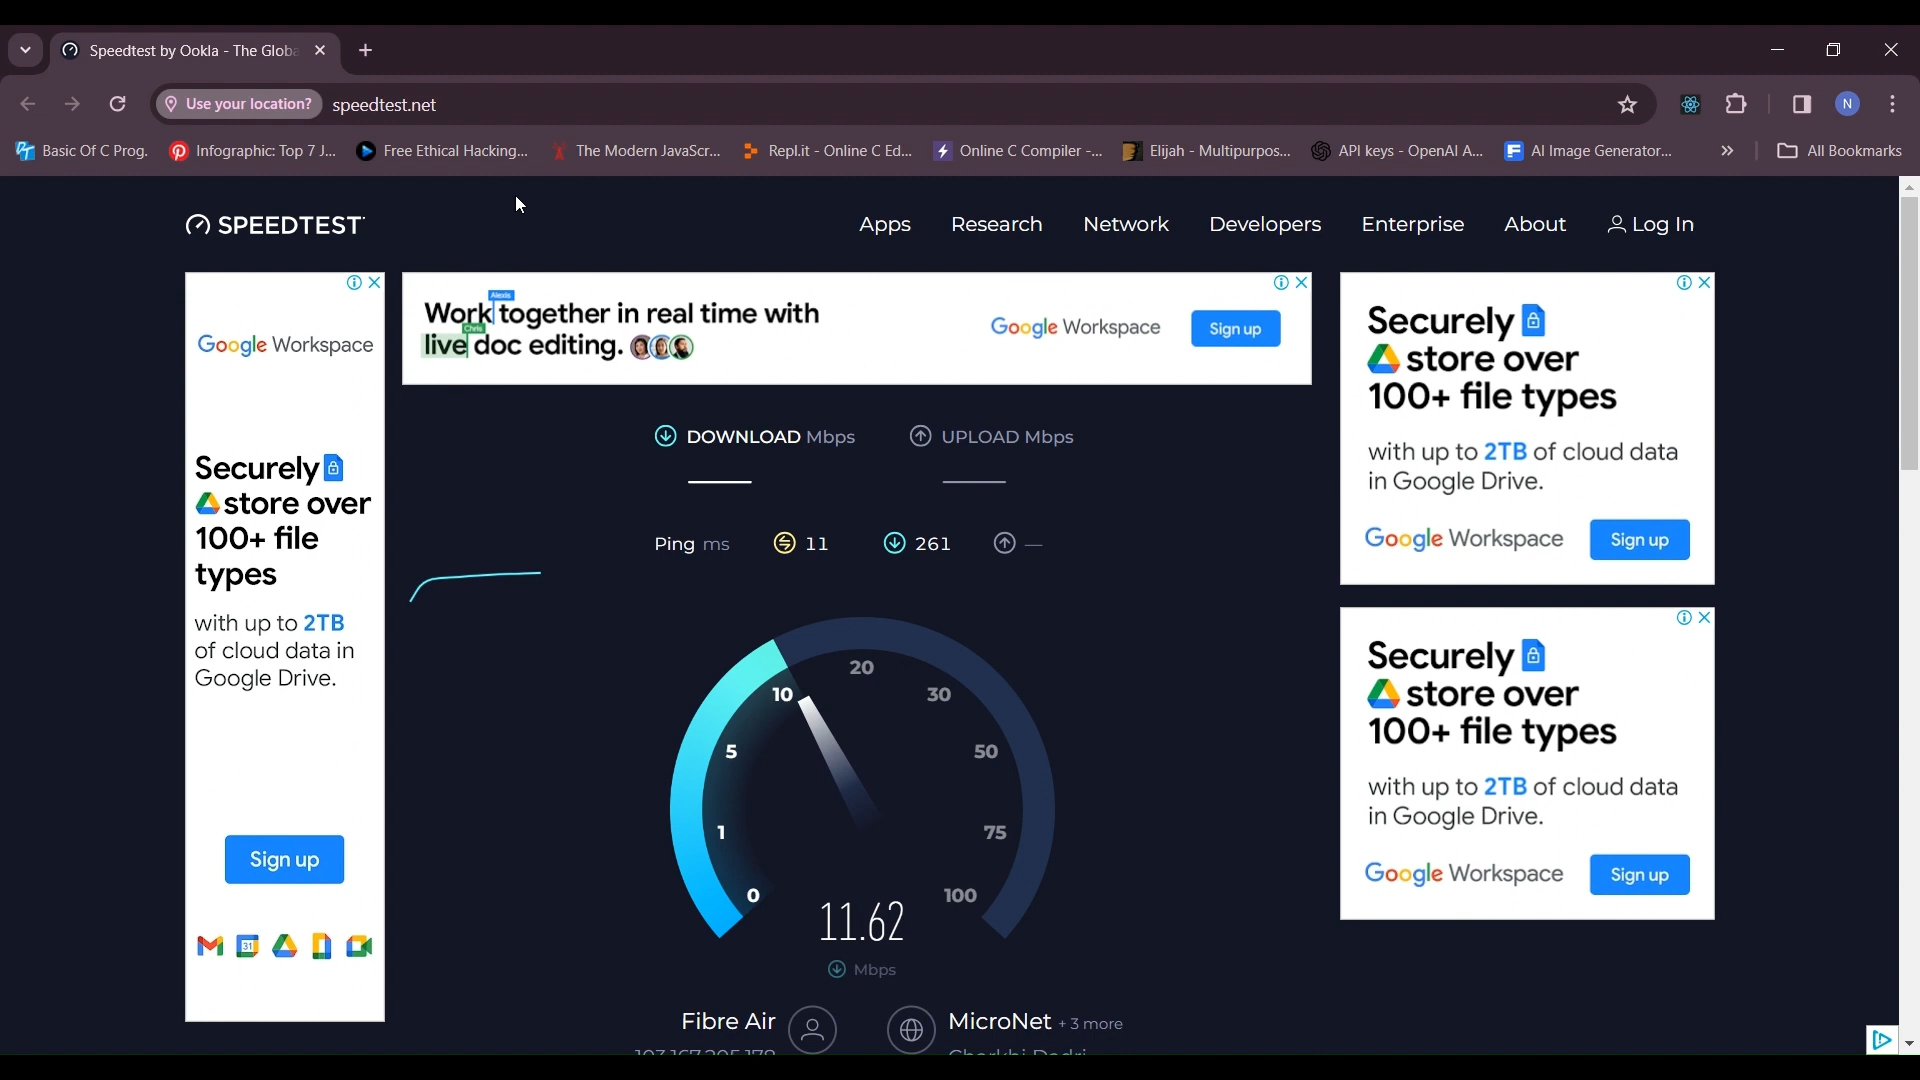 Speedtest by Ookla - The Globa
Use your location?
speedtest.net
N
Basic Of C Prog.
Infographic: Top 7 J...
Free Ethical Hacking...
The Modern JavaScr...
Repl.it - Online C Ed...
Online C Compiler -...
Elijah - Multipurpos...
API keys - OpenAI A...
AI Image Generator...
All Bookmarks
SPEEDTEST
Apps
Research
Network
Developers
Enterprise
About
Log In
Google Workspace
Securely
store over
100+ file
types
with up to 2TB
of cloud data in
Google Drive.
Sign up
31
Alexis
Work together in real time with
Chris
live doc editing.
Google Workspace
Sign up
DOWNLOAD Mbps
UPLOAD Mbps
Ping ms
11
261
—
0
1
5
10
20
30
50
75
100
11.62
Mbps
Fibre Air
MicroNet + 3 more
Securely
store over
100+ file types
with up to 2TB of cloud data
in Google Drive.
Google Workspace
Sign up
Securely
store over
100+ file types
with up to 2TB of cloud data
in Google Drive.
Google Workspace
Sign up